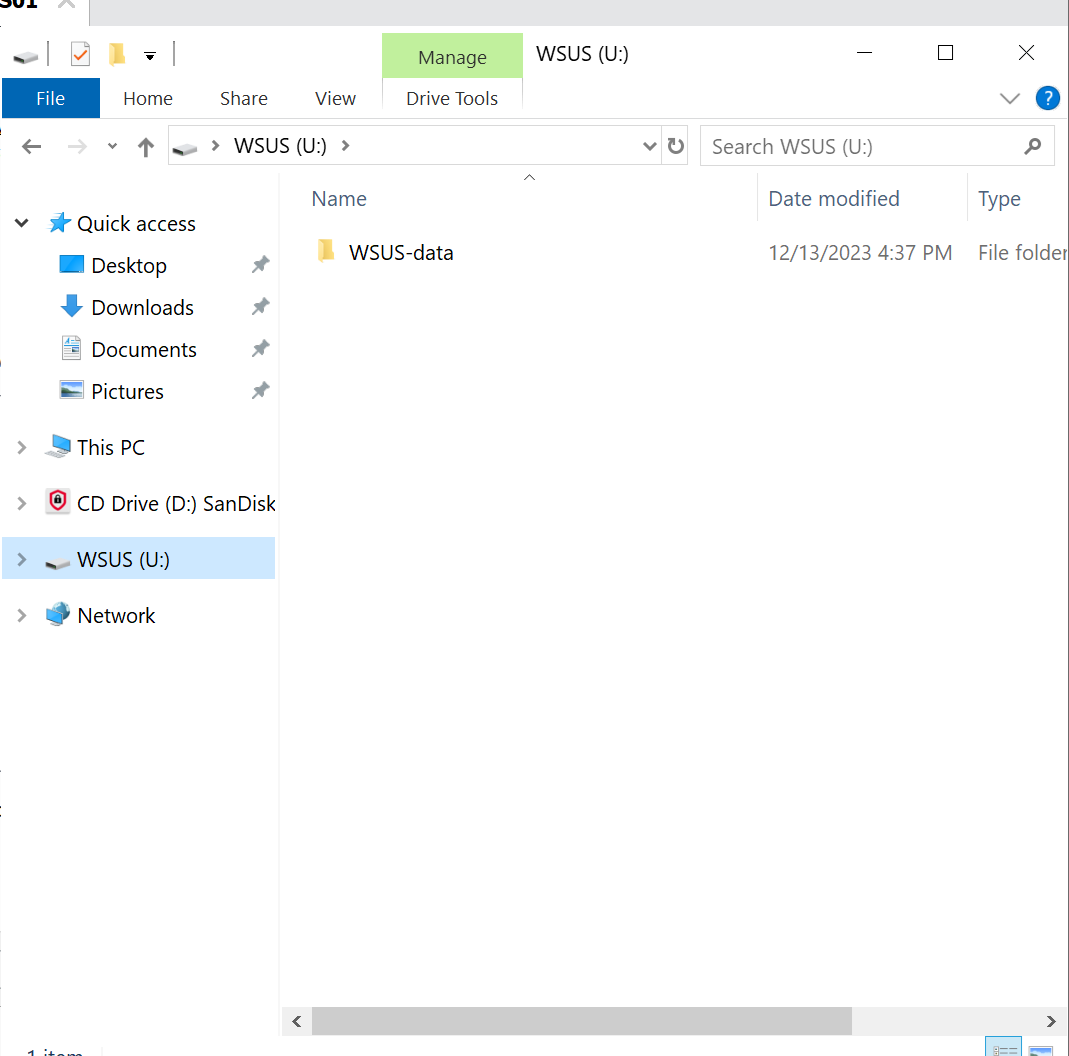 S01
Manage
WSUS (U:)
File
Home
Share
View
Drive Tools
?
WSUS (U:)
Search WSUS (U:)
Name
Date modified
Type
Quick access
WSUS-data
12/13/2023 4:37 PM
File folder
Desktop
Downloads
Documents
Pictures
This PC
CD Drive (D:) SanDisk
WSUS (U:)
Network
1 item